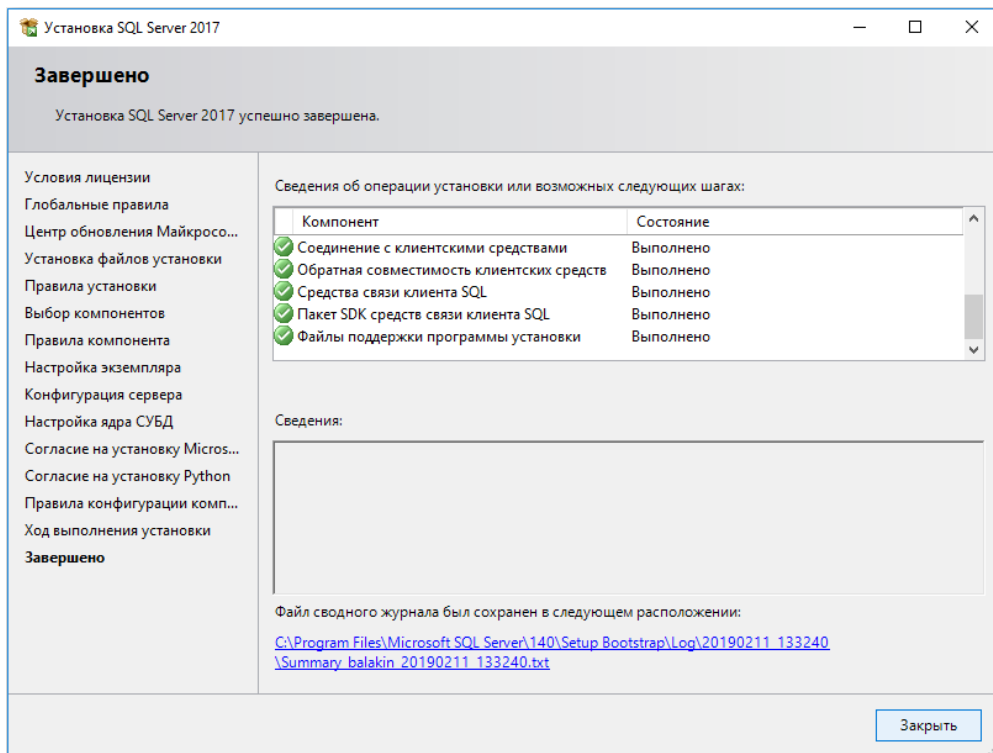 Установка SQL Server 2017
Завершено
Установка SQL Server 2017 успешно завершена.
Условия лицензии
Глобальные правила
Центр обновления Майкросо...
Установка файлов установки
Правила установки
Выбор компонентов
Правила компонента
Настройка экземпляра
Конфигурация сервера
Настройка ядра СУБД
Согласие на установку Micros...
Согласие на установку Python
Правила конфигурации комп...
Ход выполнения установки
Завершено
Сведения об операции установки или возможных следующих шагах:
Компонент Состояние
Соединение с клиентскими средствами Выполнено
Обратная совместимость клиентских средств Выполнено
Средства связи клиента SQL Выполнено
Пакет SDK средств связи клиента SQL Выполнено
Файлы поддержки программы установки Выполнено
Сведения:
Файл сводного журнала был сохранен в следующем расположении:
C:\Program Files\Microsoft SQL Server\140\Setup Bootstrap\Log\20190211_133240
\Summary_balakin_20190211_133240.txt
Закрыть